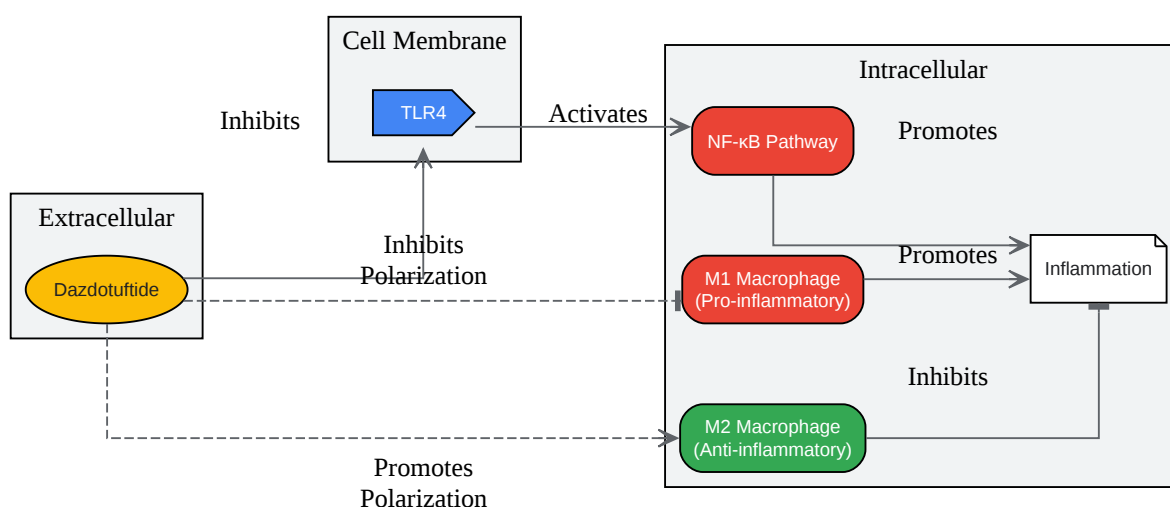 Cell Membrane
Intracellular
TLR4
Inhibits
Activates
Promotes
NF-κB Pathway
Extracellular
Inhibits
Polarization
Promotes
Inflammation
Dazdotuftide
M1 Macrophage
(Pro-inflammatory)
Inhibits
M2 Macrophage
(Anti-inflammatory)
Promotes
Polarization